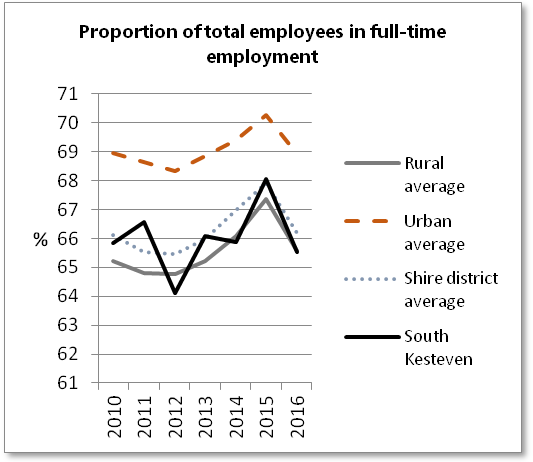 Proportion of total employees in full-time
employment
71
70
69
68
67
66
65
64
63
62
61
%
2010
2011
2012
2013
2014
2015
2016
Rural
average
Urban
average
Shire district
average
South
Kesteven